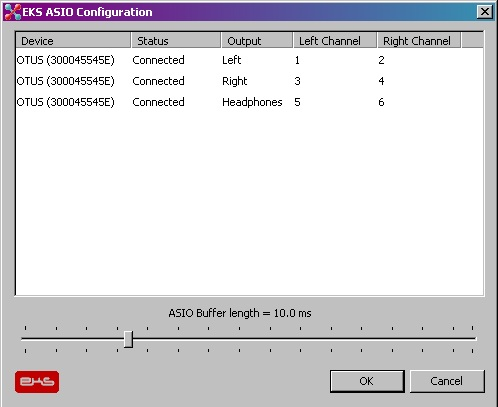 EKS ASIO Configuration
Device Status Output Left Channel Right Channel
OTUS (300045545E) Connected Left 1 2
OTUS (300045545E) Connected Right 3 4
OTUS (300045545E) Connected Headphones 5 6
ASIO Buffer length = 10.0 ms
eks OK Cancel